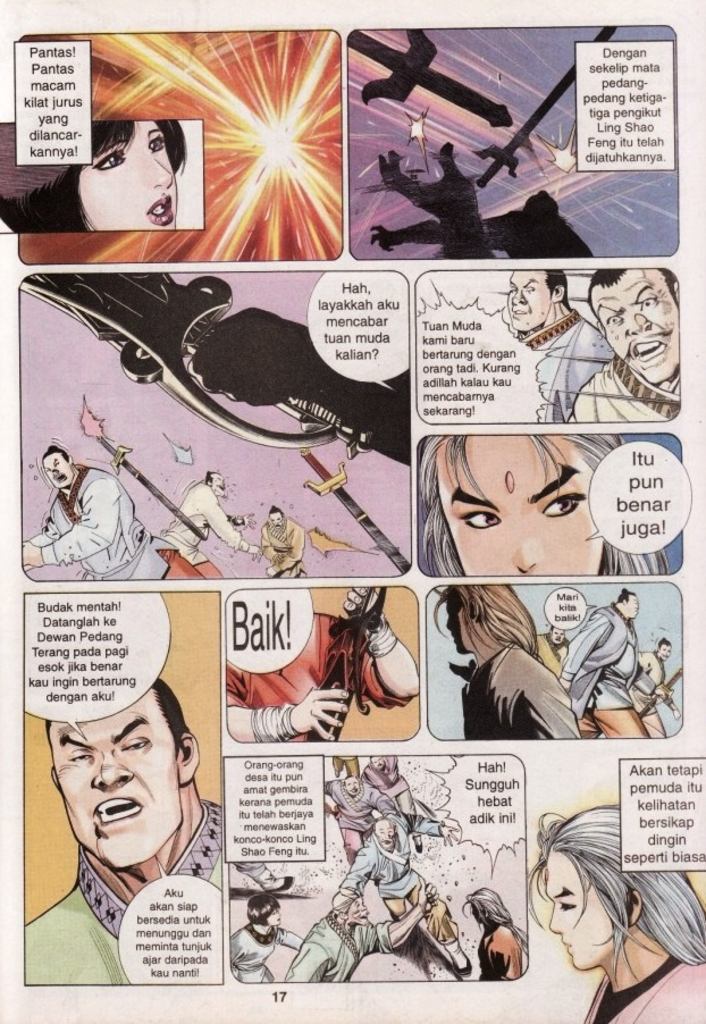 Pantas!
Pantas
macam
kilat jurus
yang
dilancar-
kannya!
Dengan
sekelip mata
pedang-
pedang ketiga-
tiga pengikut
Ling Shao
Feng itu telah
dijatuhkannya.
Hah,
layakkah aku
mencabar
tuan muda
kalian?
Tuan Muda
kami baru
bertarung dengan
orang tadi. Kurang
adillah kalau kau
mencabarnya
sekarang!
Itu
pun
benar
juga!
Budak mentah!
Datanglah ke
Dewan Pedang
Terang pada pagi
esok jika benar
kau ingin bertarung
dengan aku!
Aku
akan siap
bersedia untuk
menunggu dan
meminta tunjuk
ajar daripada
kau nanti!
Baik!
Mari
kita
balik!
Orang-orang
desa itu pun
amat gembira
kerana pemuda
itu telah berjaya
menewaskan
konco-konco Ling
Shao Feng itu.
Hah!
Sungguh
hebat
adik ini!
Akan tetapi
pemuda itu
kelihatan
bersikap
dingin
seperti biasa
17